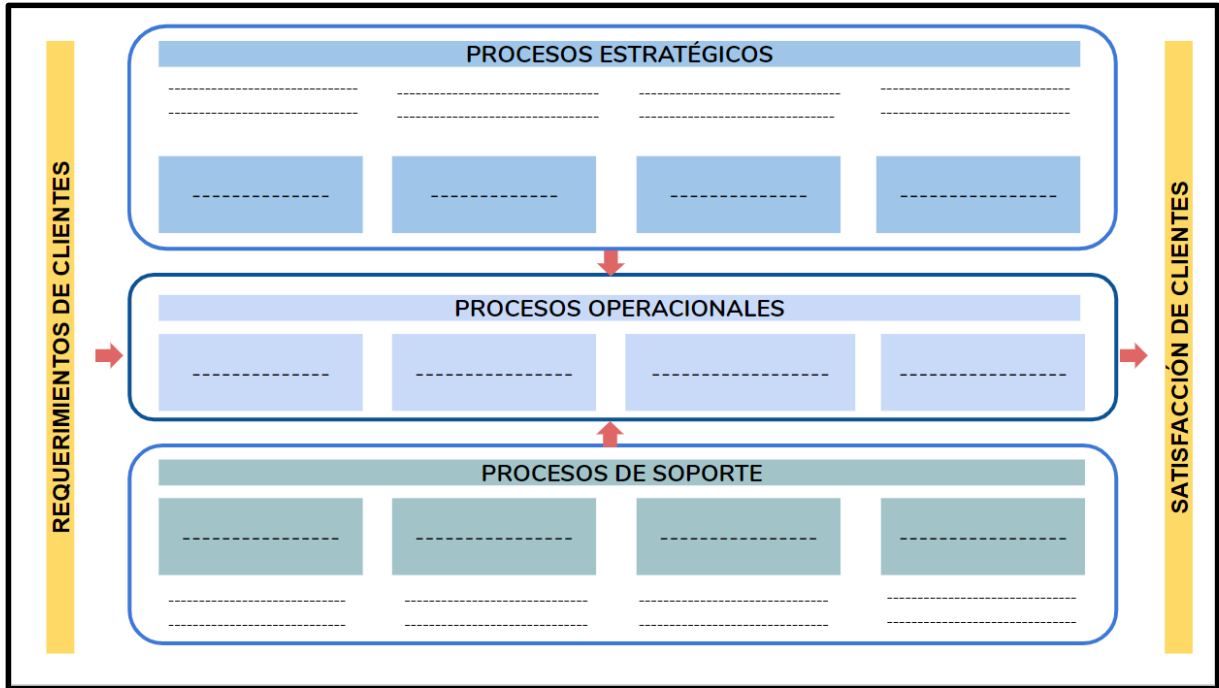 REQUERIMIENTOS DE CLIENTES
PROCESOS ESTRATÉGICOS
PROCESOS OPERACIONALES
PROCESOS DE SOPORTE
SATISFACCIÓN DE CLIENTES